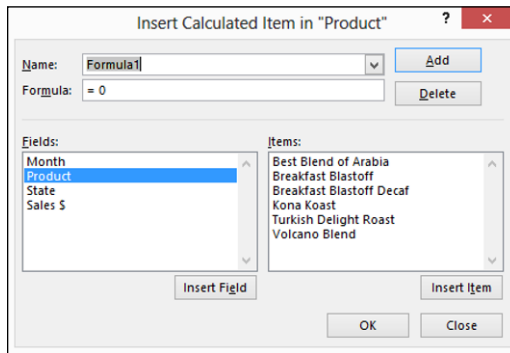 Insert Calculated Item in "Product"
? ×
Name: Formula1 Add
Formula: = 0 Delete
Fields: Items:
Month Best Blend of Arabia
Product Breakfast Blastoff
State Breakfast Blastoff Decaf
Sales $ Kona Koast
Turkish Delight Roast
Volcano Blend
Insert Field Insert Item
OK Close